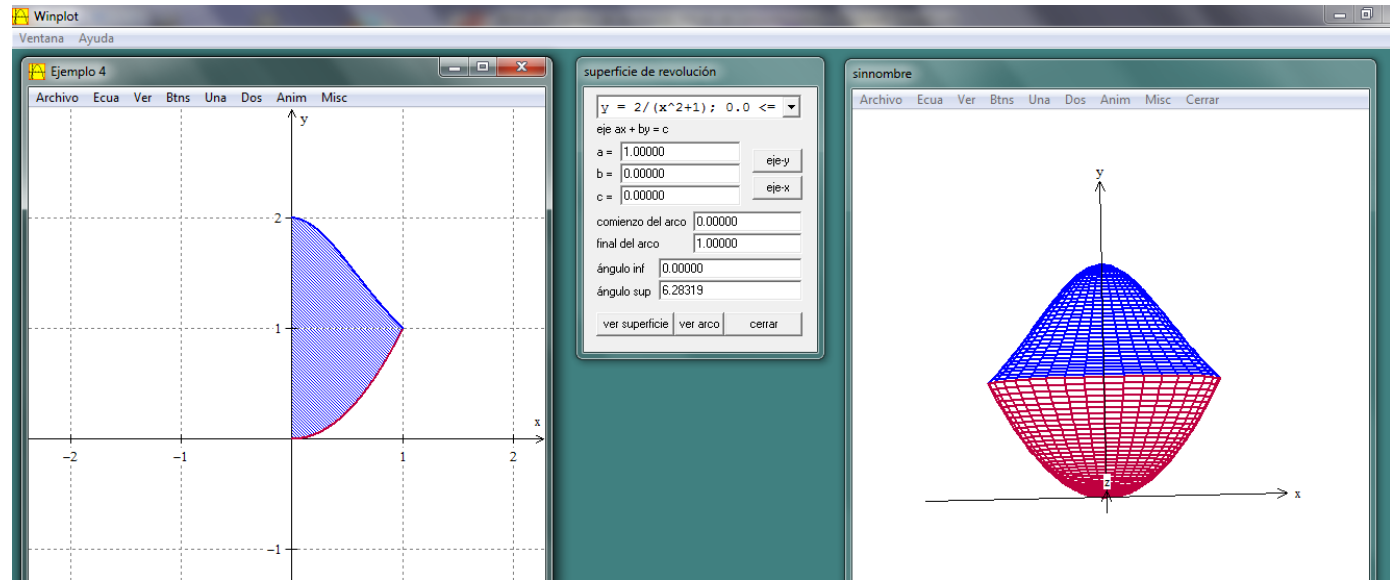 Winplot
Ventana Ayuda
Ejemplo 4
Archivo Ecua Ver Btns Una Dos Anim Misc
y
2
1
x
−2 −1 1 2
−1
superficie de revolución
y = 2/(x^2+1); 0.0 <=
eje ax + by = c
a = 1.00000
eje-y
b = 0.00000
eje-x
c = 0.00000
comienzo del arco 0.00000
final del arco 1.00000
ángulo inf 0.00000
ángulo sup 6.28319
ver superficie ver arco cerrar
sinnombre
Archivo Ecua Ver Btns Una Dos Anim Misc Cerrar
y
z
x